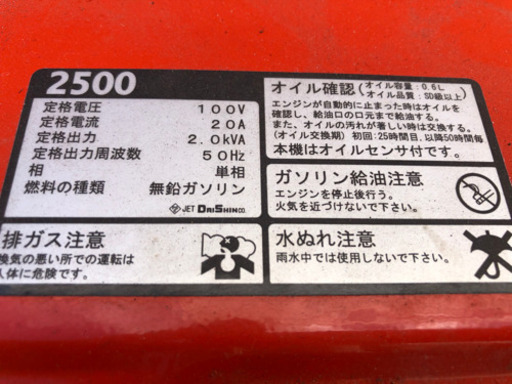 2500
定格電圧 100V
定格電流 20A
定格出力 2.0kVA
定格出力周波数 50Hz
相 単相
燃料の種類 無鉛ガソリン
JET DAISHIN CO.
オイル確認(オイル容量:0.6L オイル品質:SD級以上)
エンジンが自動的に止まった時はオイルを
確認し、給油口の口元まで給油する。
また、オイルの汚れが著しい時は交換する。
(オイル交換期) 初回:25時間目、以降50時間毎
本機はオイルセンサ付です。
ガソリン給油注意
エンジンを停止後行う。
火気を近づけないで下さい。
排ガス注意
換気の悪い所での運転は
人体に危険です。
水ぬれ注意
雨水中では使用しないで下さい。